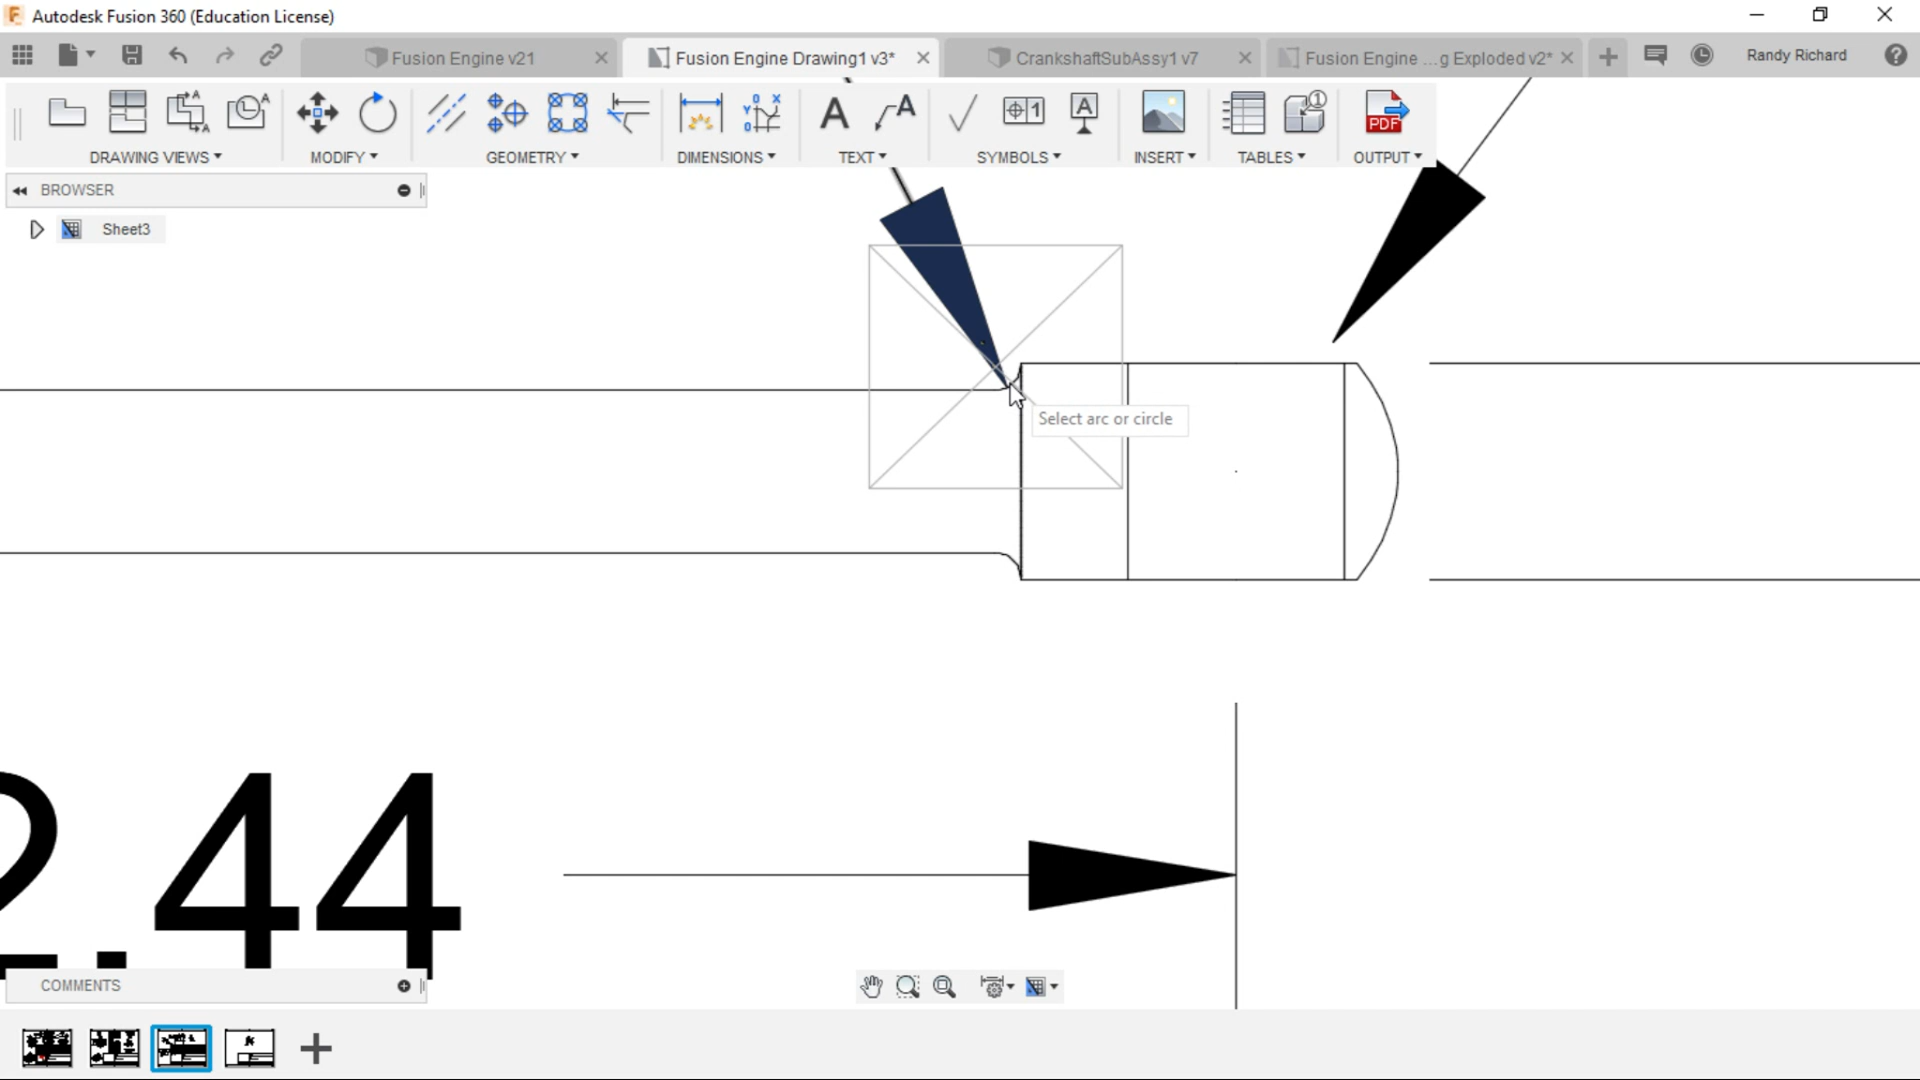 Autodesk Fusion 360 (Education License)
Fusion Engine v21
Fusion Engine Drawing1 v3*
CrankshaftSubAssy1 v7
Fusion Engine ...g Exploded v2*
Randy Richard
DRAWING VIEWS
MODIFY
GEOMETRY
DIMENSIONS
TEXT
SYMBOLS
INSERT
TABLES
OUTPUT
PDF
BROWSER
Sheet3
Select arc or circle
2.44
COMMENTS